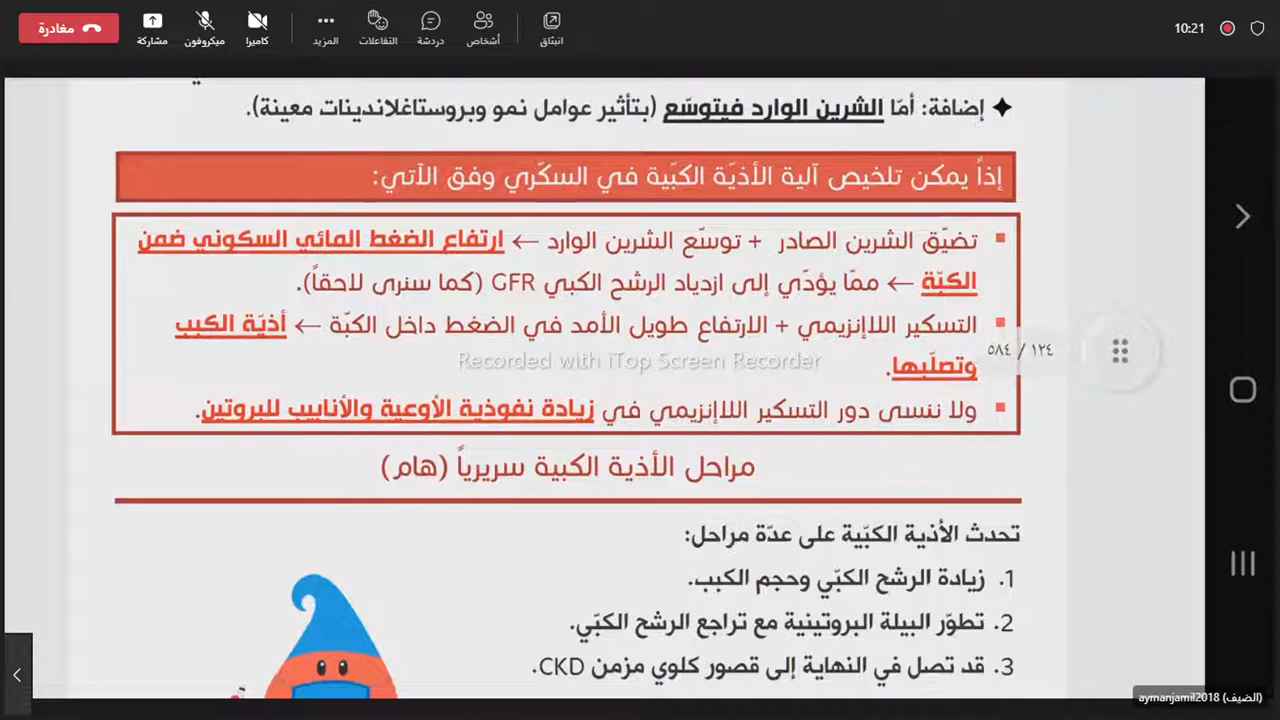 مغادرة
مشاركة
ميكروفون
كاميرا
المزيد
التفاعلات
دردشة
أشخاص
انبثاق
10:21
إضافة: أمّا الشرين الوارد فيتوسّع (بتأثير عوامل نمو وبروستاغلاندينات معينة).
إذاً يمكن تلخيص آلية الأذيّة الكبّية في السكّري وفق الآتي:
تضيّق الشرين الصادر + توسّع الشرين الوارد ← ارتفاع الضغط المائي السكوني ضمن
الكبّة ← ممّا يؤدّي إلى ازدياد الرشح الكبي GFR (كما سنرى لاحقاً).
التسكير اللاإنزيمي + الارتفاع طويل الأمد في الضغط داخل الكبّة ← أذيّة الكبب
١٢٤ / ٥٨٤
Recorded with iTop Screen Recorder
وتصلّبها.
ولا ننسى دور التسكير اللاإنزيمي في زيادة نفوذية الأوعية والأنابيب للبروتين.
مراحل الأذية الكبية سريرياً (هام)
تحدث الأذية الكبّية على عدّة مراحل:
1. زيادة الرشح الكبّي وحجم الكبب.
2. تطوّر البيلة البروتينية مع تراجع الرشح الكبّي.
3. قد تصل في النهاية إلى قصور كلوي مزمن CKD.
aymanjamil2018 (الضيف)